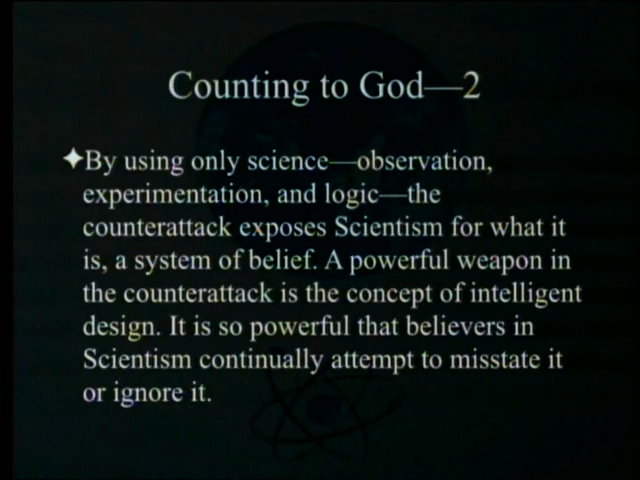 Counting to God—2
✦By using only science—observation,
experimentation, and logic—the
counterattack exposes Scientism for what it
is, a system of belief. A powerful weapon in
the counterattack is the concept of intelligent
design. It is so powerful that believers in
Scientism continually attempt to misstate it
or ignore it.